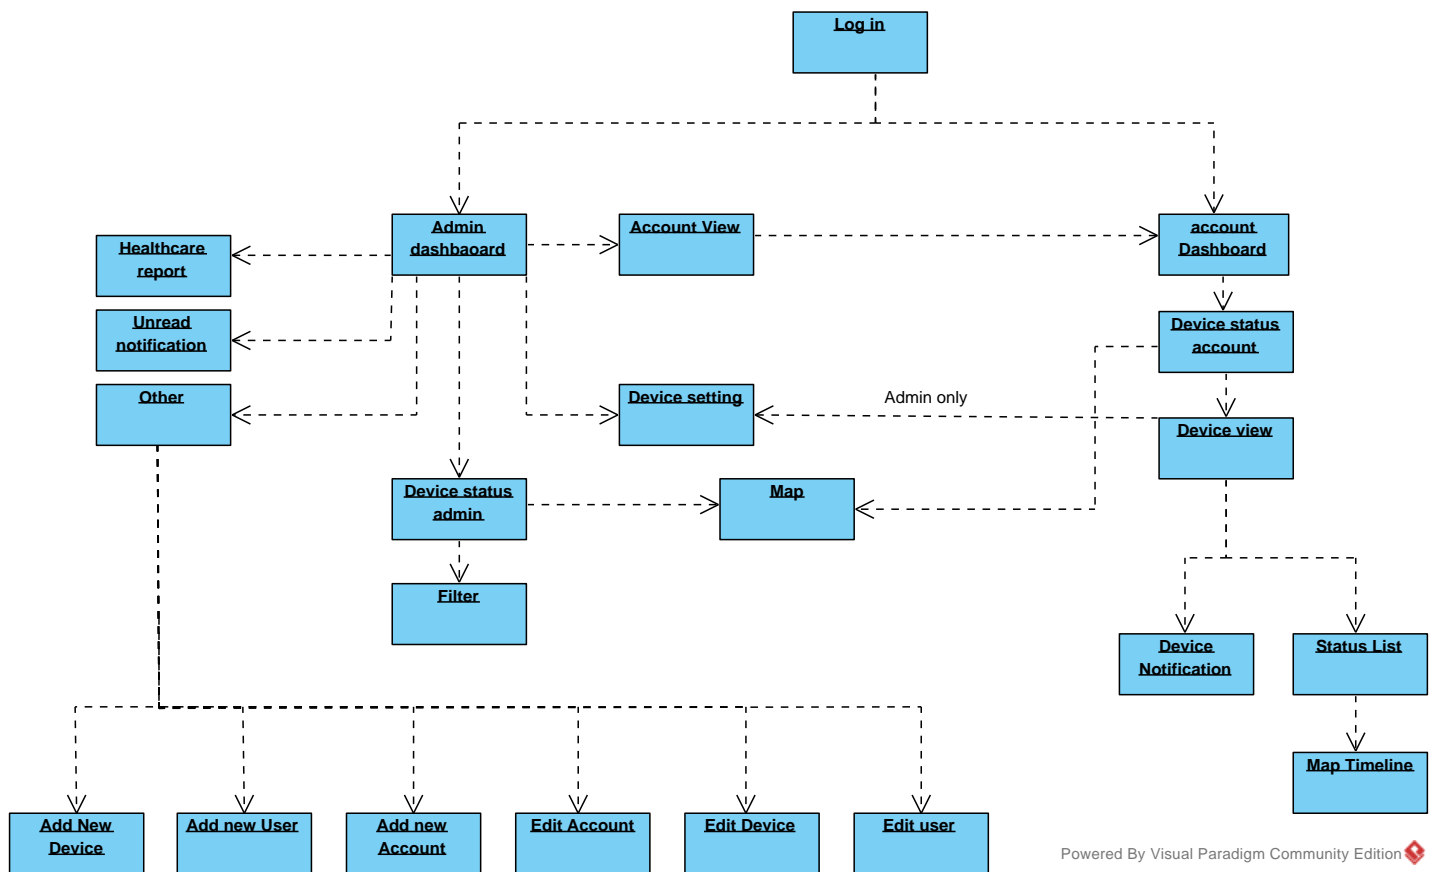 Log in
Admin
dashbaoard
Account View
account
Dashboard
Healthcare
report
Unread
notification
Device status
account
Other
Device setting
Admin only
Device view
Device status
admin
Map
Filter
Device
Notification
Status List
Map Timeline
Add New
Device
Add new User
Add new
Account
Edit Account
Edit Device
Edit user
Powered By Visual Paradigm Community Edition